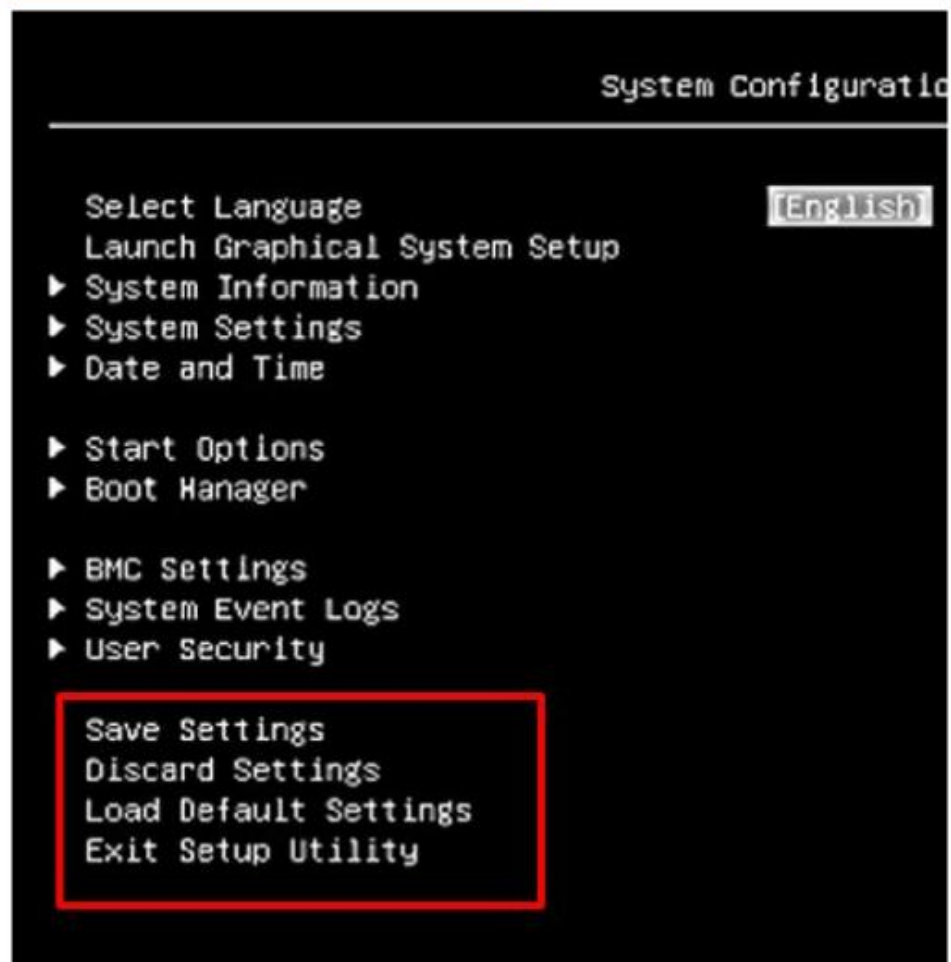 System Configuratio
Select Language [English]
Launch Graphical System Setup
System Information
System Settings
Date and Time
Start Options
Boot Manager
BMC Settings
System Event Logs
User Security
Save Settings
Discard Settings
Load Default Settings
Exit Setup Utility